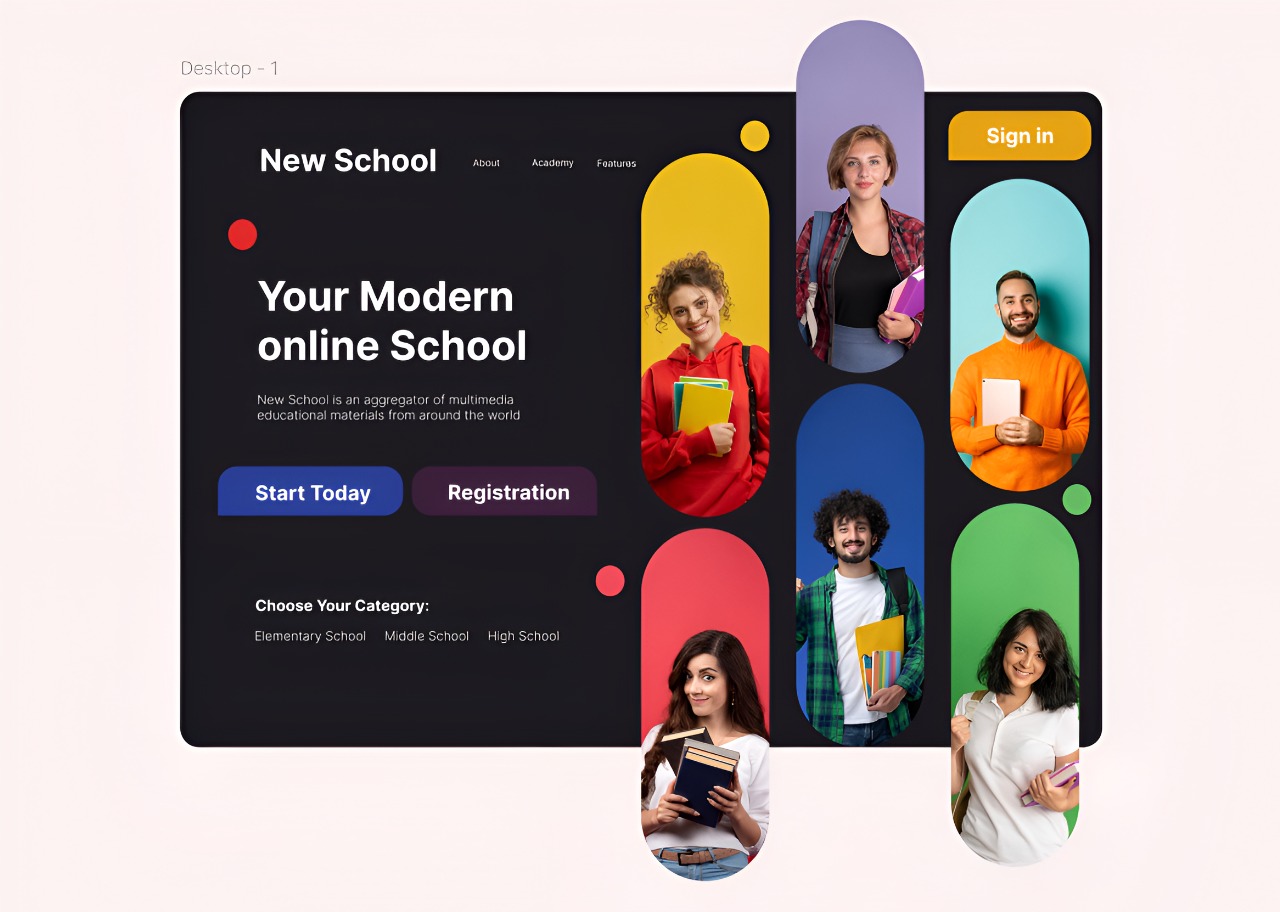 Desktop - 1
New School
About
Academy
Features
Sign in
Your Modern
online School
New School is an aggregator of multimedia
educational materials from around the world
Start Today
Registration
Choose Your Category:
Elementary School
Middle School
High School